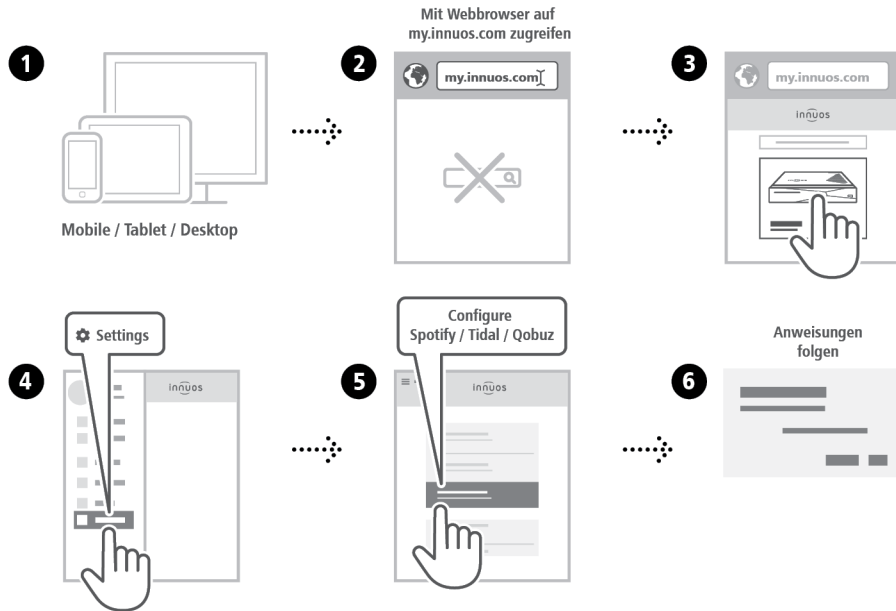 1
Mobile / Tablet / Desktop
2
Mit Webbrowser auf
my.innuos.com zugreifen
my.innuos.com
3
my.innuos.com
innuos
4
Settings
innuos
5
Configure
Spotify / Tidal / Qobuz
innuos
6
Anweisungen
folgen